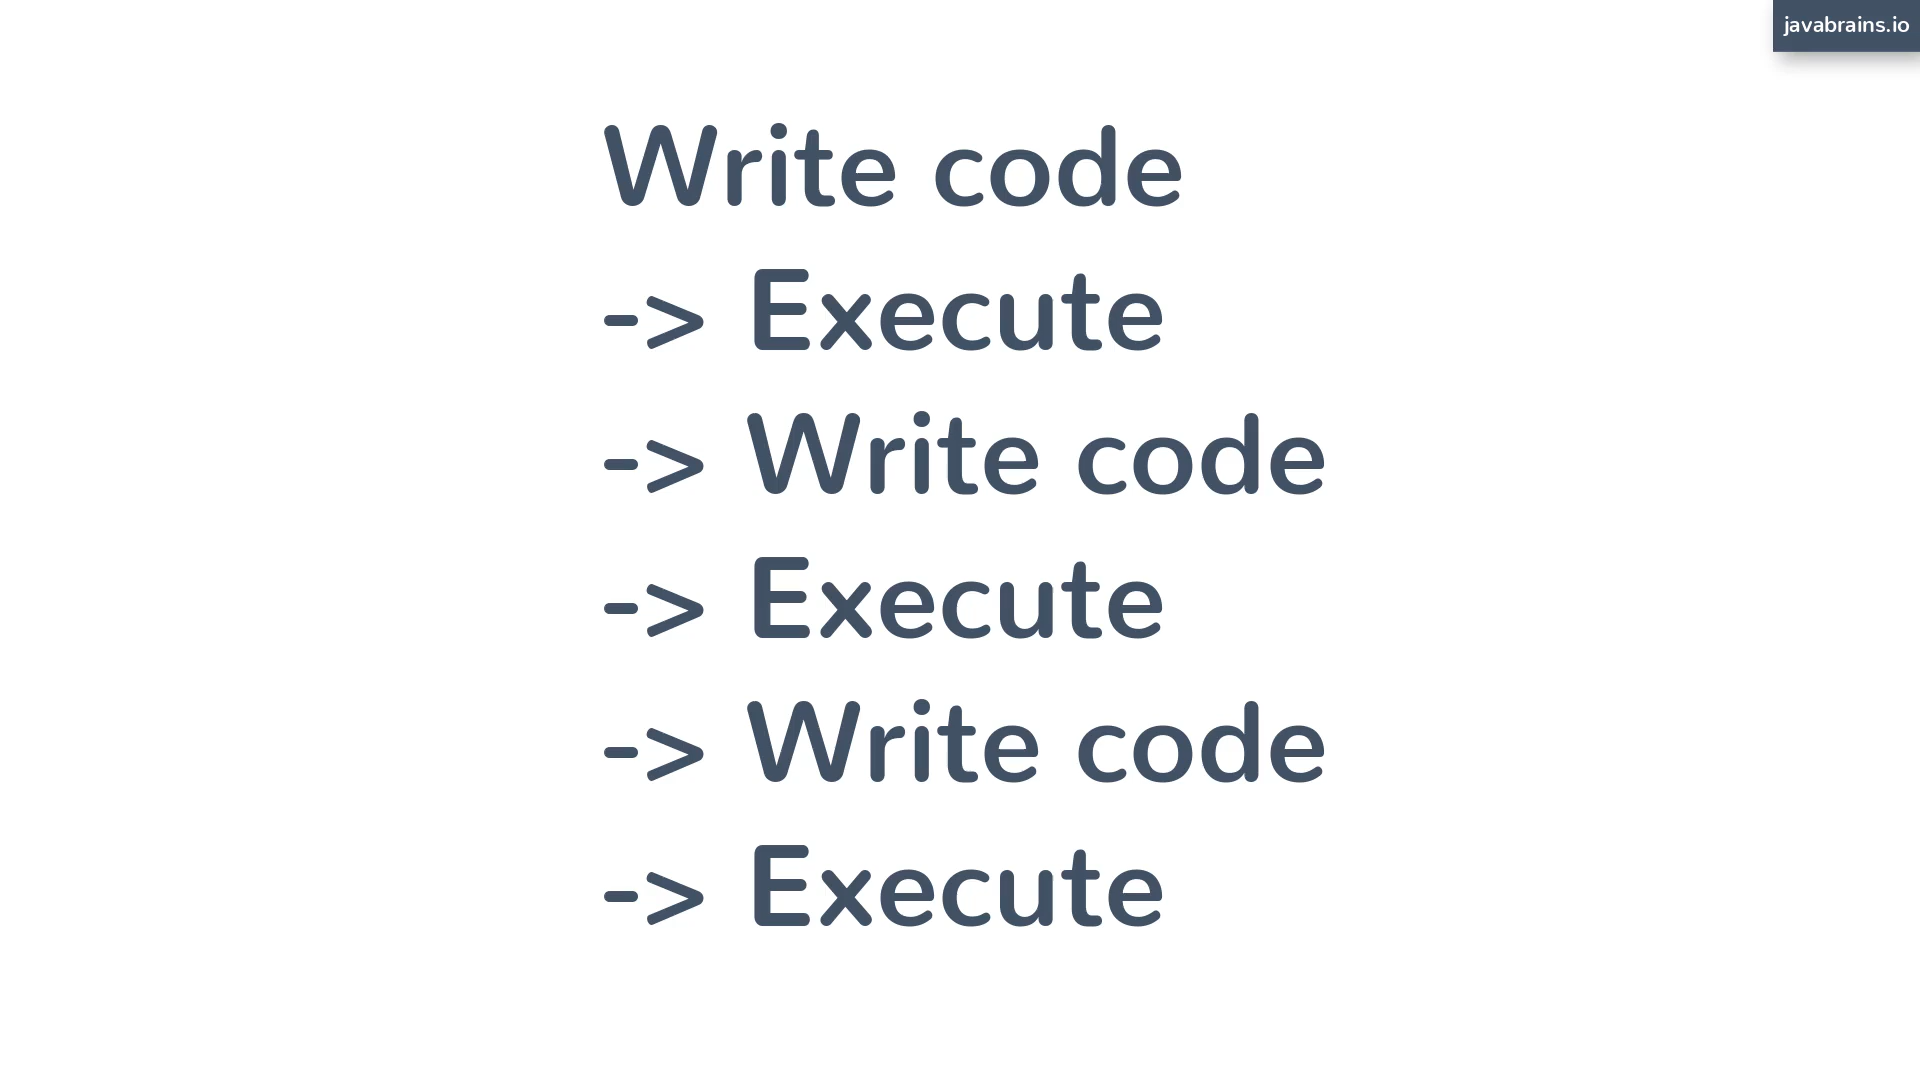 javabrains.io
Write code
-> Execute
-> Write code
-> Execute
-> Write code
-> Execute